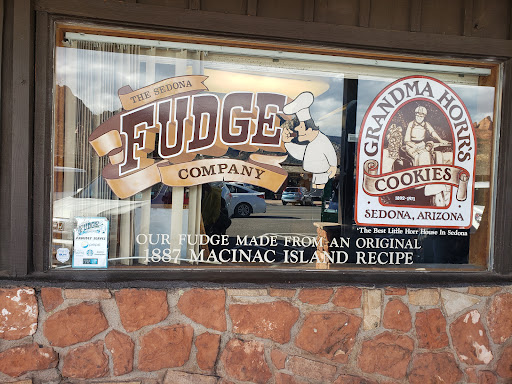 THE SEDONA
FUDGE
COMPANY
GRANDMA HORR'S
COOKIES
SEDONA, ARIZONA
"The Best Little Horr House In Sedona
OUR FUDGE MADE FROM AN ORIGINAL
1887 MACINAC ISLAND RECIPE
FUDGE